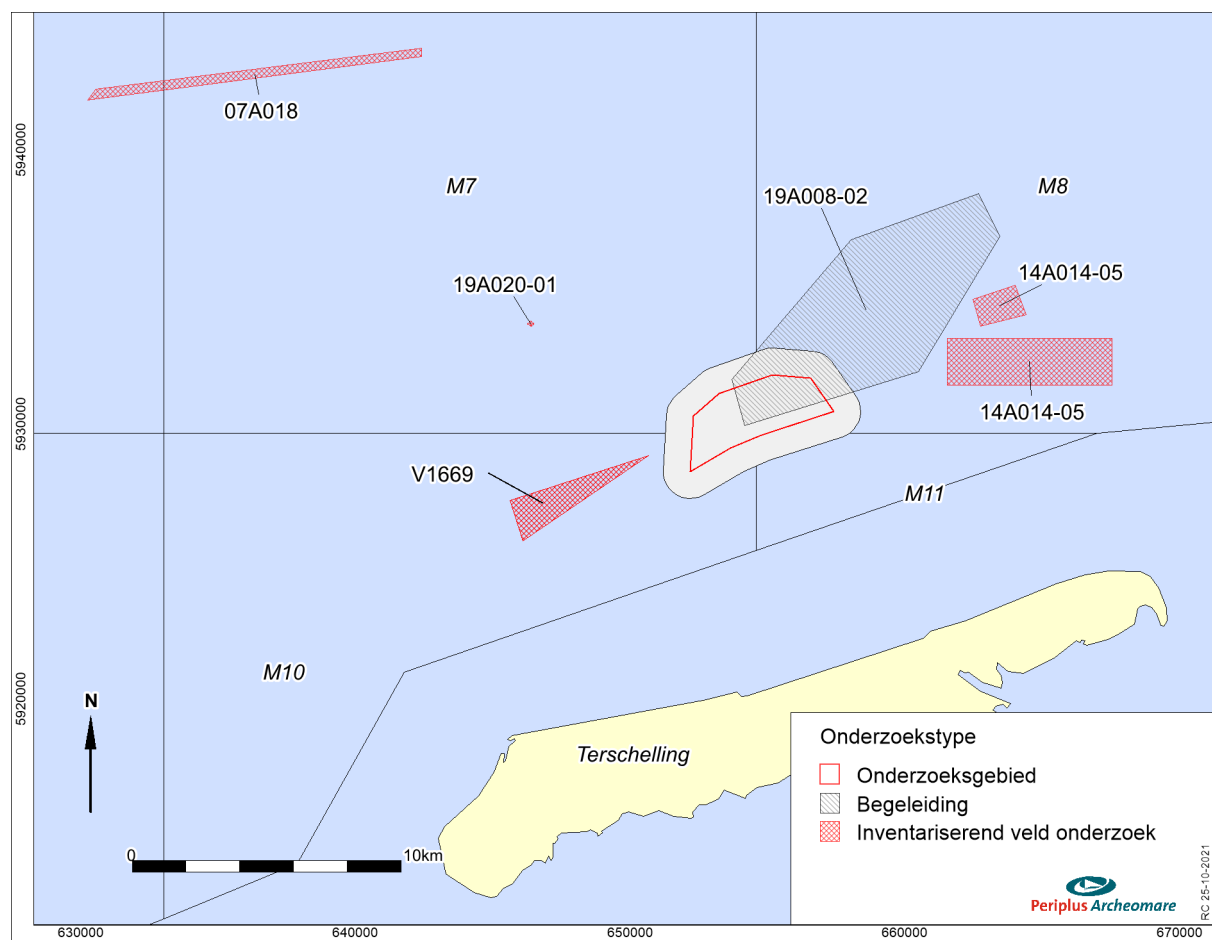 07A018
5940000
M7
M8
19A008-02
14A014-05
19A020-01
14A014-05
5930000
V1669
M11
M10
5920000
N
Terschelling
Onderzoekstype
Onderzoeksgebied
Begeleiding
Inventariserend veld onderzoek
0 10km
Periplus Archeomare
RC 25-10-2021
630000 640000 650000 660000 670000